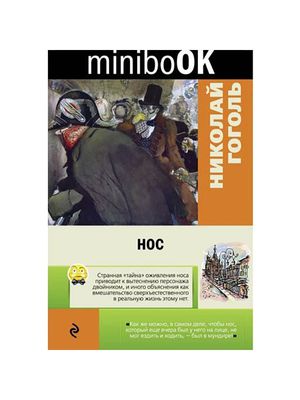 miniboOK
НИКОЛАЙ
ГОГОЛЬ
НОС
Странная «тайна» оживления носа
приводит к вытеснению персонажа
двойником, и иного объяснения как
вмешательство сверхъестественного
в реальную жизнь этому нет.
«Как же можно, в самом деле, чтобы нос,
который еще вчера был у него на лице, не
мог ездить и ходить, — был в мундире!»